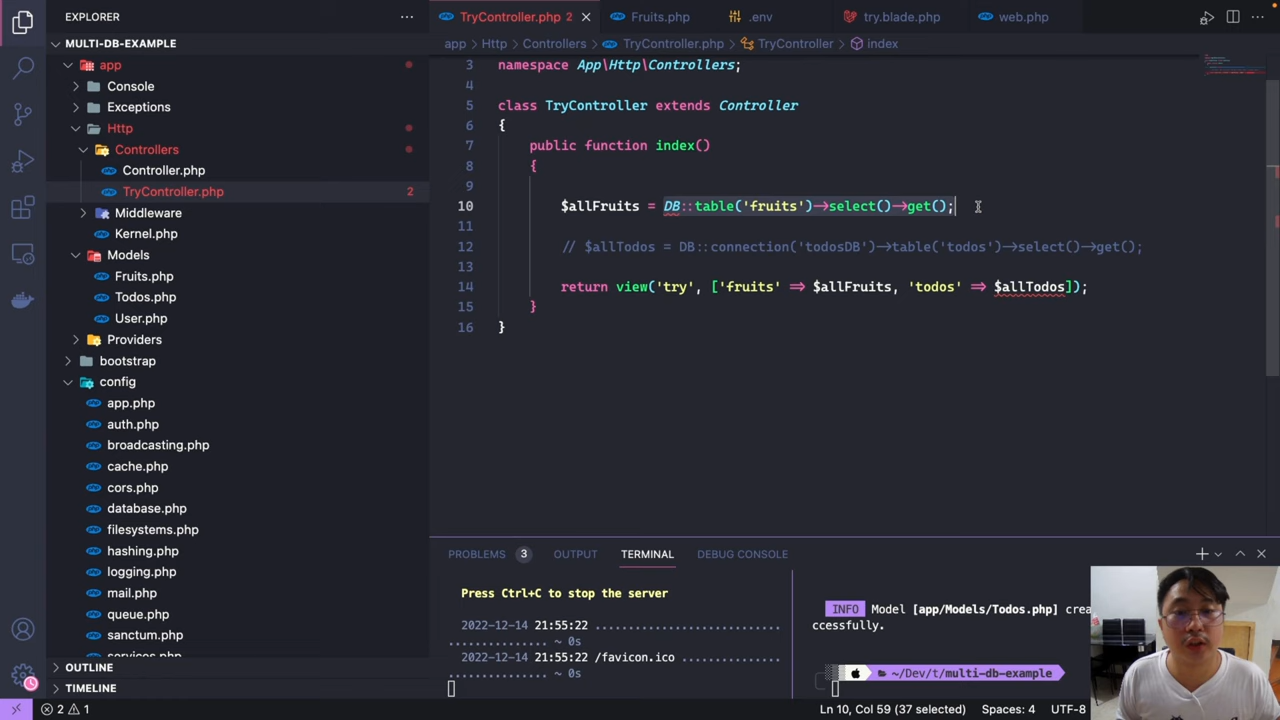 EXPLORER
TryController.php 2
Fruits.php
.env
try.blade.php
web.php
MULTI-DB-EXAMPLE
app
Console
Exceptions
Http
Controllers
Controller.php
TryController.php 2
Middleware
Kernel.php
Models
Fruits.php
Todos.php
User.php
Providers
bootstrap
config
app.php
auth.php
broadcasting.php
cache.php
cors.php
database.php
filesystems.php
hashing.php
logging.php
mail.php
queue.php
sanctum.php
services.php
OUTLINE
TIMELINE
app > Http > Controllers > TryController.php > TryController > index
3 namespace App\Http\Controllers;
4
5 class TryController extends Controller
6 {
7 public function index()
8 {
9
10 $allFruits = DB::table('fruits')->select()->get();
11
12 // $allTodos = DB::connection('todosDB')->table('todos')->select()->get();
13
14 return view('try', ['fruits' => $allFruits, 'todos' => $allTodos]);
15 }
16 }
PROBLEMS 3 OUTPUT TERMINAL DEBUG CONSOLE
Press Ctrl+C to stop the server
2022-12-14 21:55:22 ..............................
.............. ~ 0s
2022-12-14 21:55:22 /favicon.ico ..................
.............. ~ 0s
INFO Model [app/Models/Todos.php] crea
ccessfully.
~/Dev/t/multi-db-example
2 1
Ln 10, Col 59 (37 selected) Spaces: 4 UTF-8